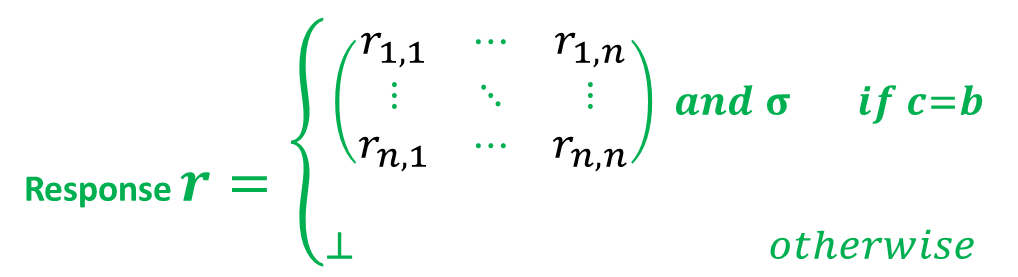 r1,1 ⋯ r1,n
⋮ ⋱ ⋮ and σ if c=b
rn,1 ⋯ rn,n
Response r =
⊥ otherwise